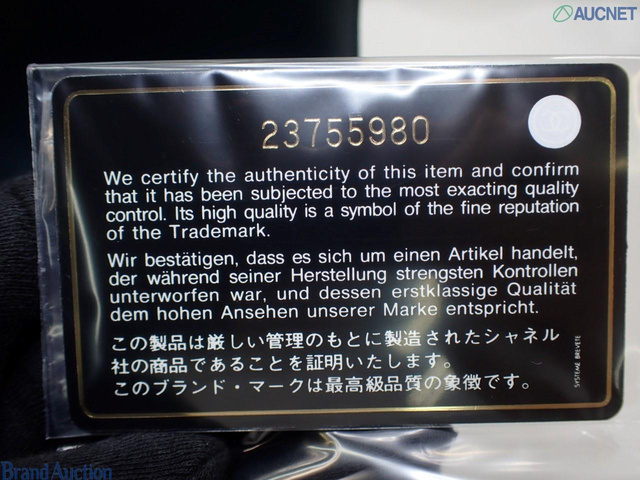 AUCNET
23755980
We certify the authenticity of this item and confirm
that it has been subjected to the most exacting quality
control. Its high quality is a symbol of the fine reputation
of the Trademark.
Wir bestätigen, dass es sich um einen Artikel handelt,
der während seiner Herstellung strengsten Kontrollen
unterworfen war, und dessen erstklassige Qualität
dem hohen Ansehen unserer Marke entspricht.
この製品は厳しい管理のもとに製造されたシャネル
社の商品であることを証明いたします。
このブランド・マークは最高級品質の象徴です。
SYSTEME BREVETE
Brand Auction